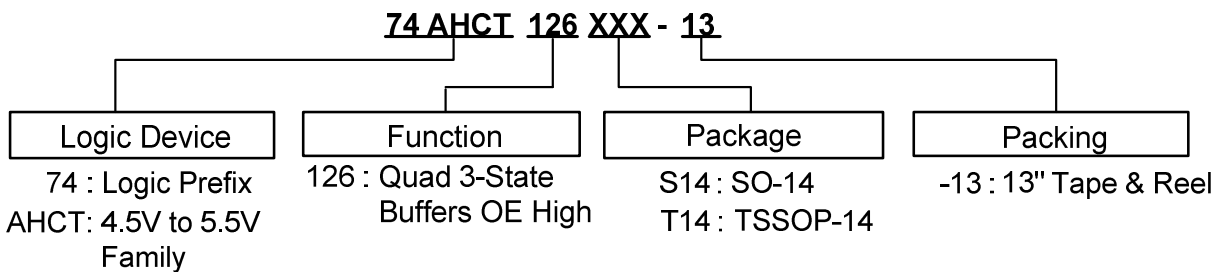 74 AHCT 126 XXX - 13
Logic Device
74 : Logic Prefix
AHCT: 4.5V to 5.5V
Family
Function
126 : Quad 3-State
Buffers OE High
Package
S14 : SO-14
T14 : TSSOP-14
Packing
-13 : 13" Tape & Reel